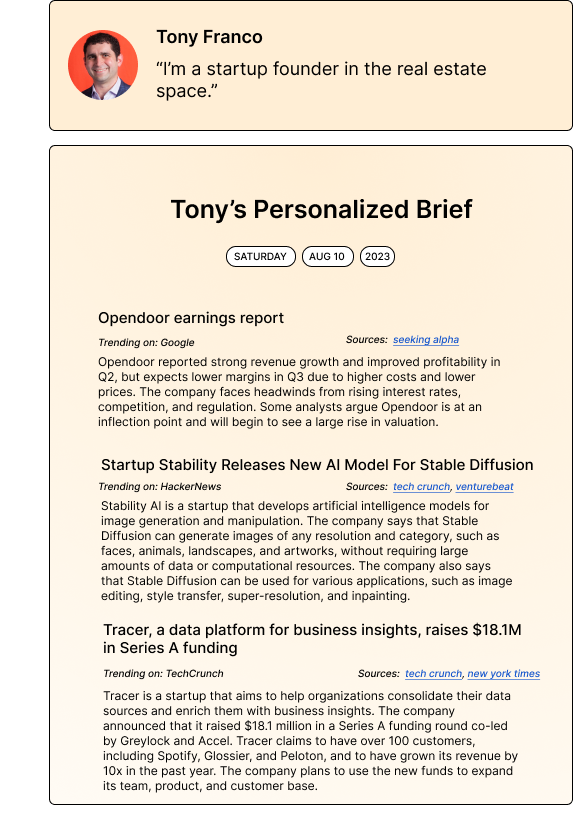 Tony Franco
“I’m a startup founder in the real estate
space.”
Tony’s Personalized Brief
SATURDAY AUG 10 2023
Opendoor earnings report
Trending on: Google Sources: seeking alpha
Opendoor reported strong revenue growth and improved profitability in
Q2, but expects lower margins in Q3 due to higher costs and lower
prices. The company faces headwinds from rising interest rates,
competition, and regulation. Some analysts argue Opendoor is at an
inflection point and will begin to see a large rise in valuation.
Startup Stability Releases New AI Model For Stable Diffusion
Trending on: HackerNews Sources: tech crunch, venturebeat
Stability AI is a startup that develops artificial intelligence models for
image generation and manipulation. The company says that Stable
Diffusion can generate images of any resolution and category, such as
faces, animals, landscapes, and artworks, without requiring large
amounts of data or computational resources. The company also says
that Stable Diffusion can be used for various applications, such as image
editing, style transfer, super-resolution, and inpainting.
Tracer, a data platform for business insights, raises $18.1M
in Series A funding
Trending on: TechCrunch Sources: tech crunch, new york times
Tracer is a startup that aims to help organizations consolidate their data
sources and enrich them with business insights. The company
announced that it raised $18.1 million in a Series A funding round co-led
by Greylock and Accel. Tracer claims to have over 100 customers,
including Spotify, Glossier, and Peloton, and to have grown its revenue by
10x in the past year. The company plans to use the new funds to expand
its team, product, and customer base.